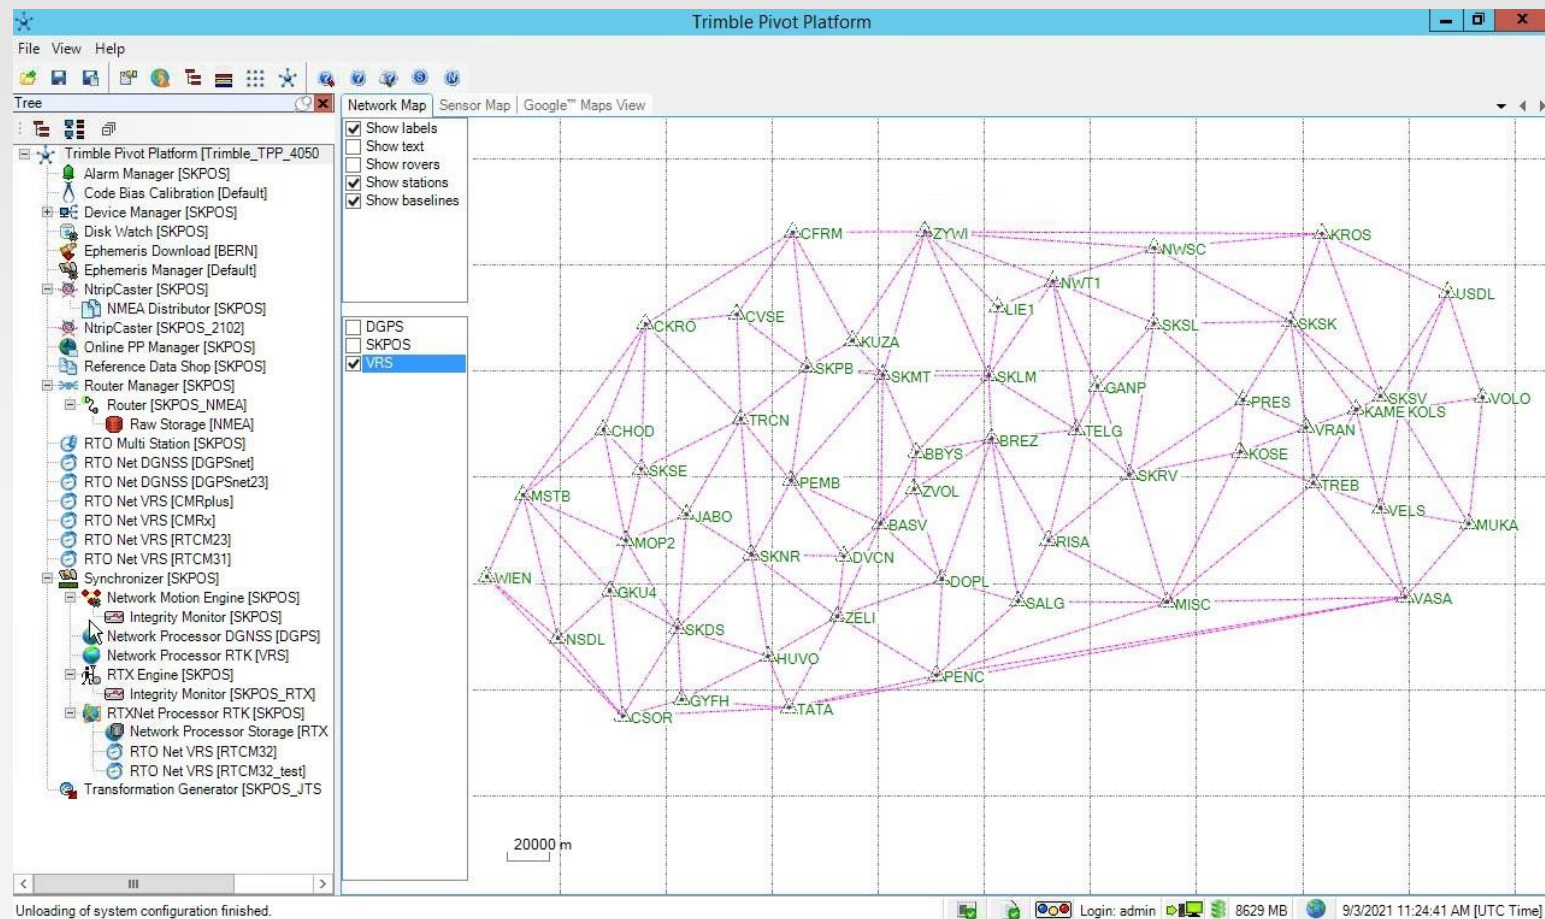 Trimble Pivot Platform
File View Help
Tree
Network Map Sensor Map Google™ Maps View
Show labels
Show text
Show rovers
Show stations
Show baselines
DGPS
SKPOS
VRS
Trimble Pivot Platform [Trimble_TPP_4050
Alarm Manager [SKPOS]
Code Bias Calibration [Default]
Device Manager [SKPOS]
Disk Watch [SKPOS]
Ephemeris Download [BERN]
Ephemeris Manager [Default]
NtripCaster [SKPOS]
NMEA Distributor [SKPOS]
NtripCaster [SKPOS_2102]
Online PP Manager [SKPOS]
Reference Data Shop [SKPOS]
Router Manager [SKPOS]
Router [SKPOS_NMEA]
Raw Storage [NMEA]
RTO Multi Station [SKPOS]
RTO Net DGNSS [DGPSnet]
RTO Net DGNSS [DGPSnet23]
RTO Net VRS [CMRplus]
RTO Net VRS [CMRx]
RTO Net VRS [RTCM23]
RTO Net VRS [RTCM31]
Synchronizer [SKPOS]
Network Motion Engine [SKPOS]
Integrity Monitor [SKPOS]
Network Processor DGNSS [DGPS]
Network Processor RTK [VRS]
RTX Engine [SKPOS]
Integrity Monitor [SKPOS_RTX]
RTXNet Processor RTK [SKPOS]
Network Processor Storage [RTX
RTO Net VRS [RTCM32]
RTO Net VRS [RTCM32_test]
Transformation Generator [SKPOS_JTS
CFRM
ZYWI
NWSC
KROS
NWT1
USDL
LIE1
CVSE
CKRO
SKSL
SKSK
KUZA
SKPB
SKMT
SKLM
GANP
PRES
SKSV
VOLO
KAME KOLS
TRCN
CHOD
TELG
VRAN
BREZ
BBYS
KOSE
SKSE
SKRV
PEMB
ZVOL
TREB
MSTB
VELS
JABO
BASV
MUKA
MOP2
RISA
SKNR
DVCN
WIEN
DOPL
GKU4
VASA
SALG
MISC
ZELI
SKDS
NSDL
HUVO
PENC
GYFH
TATA
CSOR
20000 m
Unloading of system configuration finished.
Login: admin
8629 MB
9/3/2021 11:24:41 AM [UTC Time]